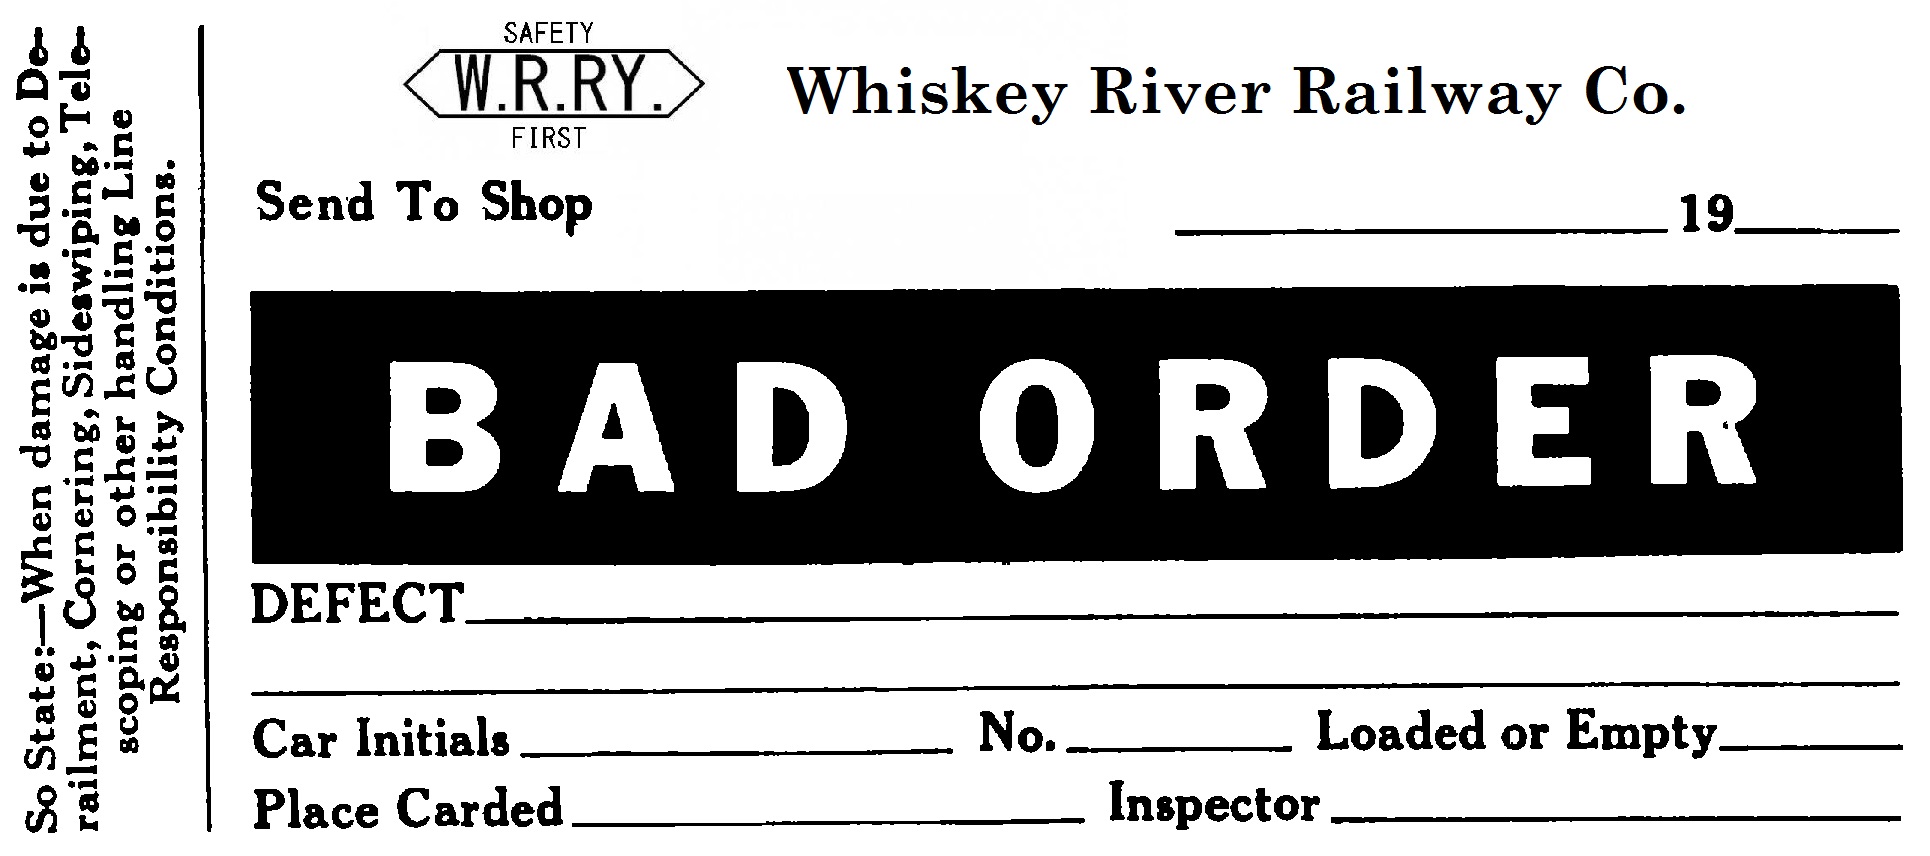 So State:—When damage is due to De-
railment, Cornering, Sideswiping, Tele-
scoping or other handling Line
Responsibility Conditions.
SAFETY
W.R.RY.
FIRST
Whiskey River Railway Co.
Send To Shop
19
BAD ORDER
DEFECT
Car Initials No. Loaded or Empty
Place Carded Inspector